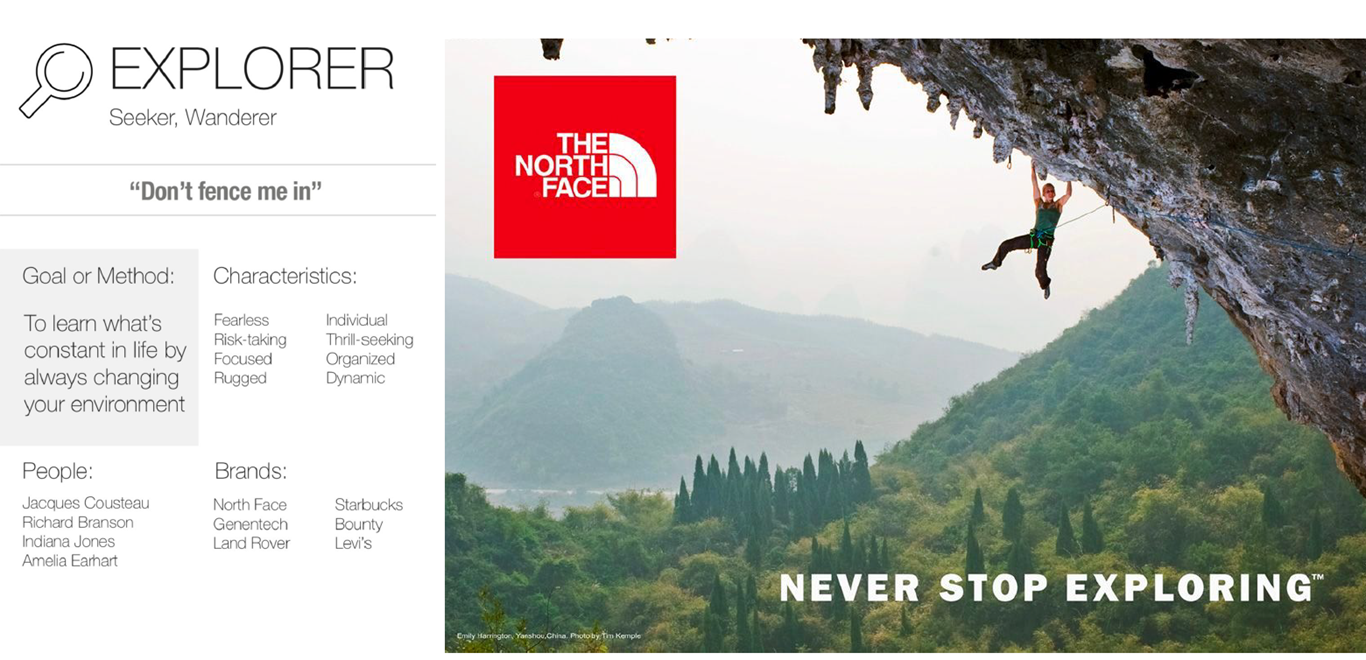 EXPLORER
Seeker, Wanderer
“Don’t fence me in”
Goal or Method:
To learn what’s
constant in life by
always changing
your environment
Characteristics:
Fearless
Risk-taking
Focused
Rugged
Individual
Thrill-seeking
Organized
Dynamic
People:
Jacques Cousteau
Richard Branson
Indiana Jones
Amelia Earhart
Brands:
North Face
Genentech
Land Rover
Starbucks
Bounty
Levi’s
THE
NORTH
FACE
NEVER STOP EXPLORING™
Emily Harrington, Yanshou,China. Photo by:Tim Kemple